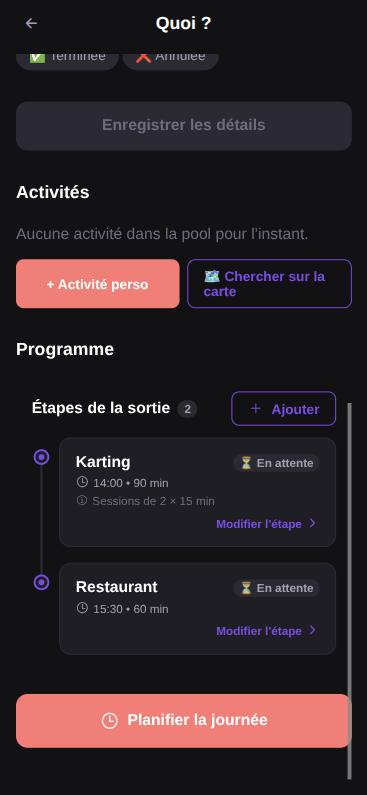 Quoi ?
Terminée
Annulée
Enregistrer les détails
Activités
Aucune activité dans la pool pour l'instant.
+ Activité perso
Chercher sur la
carte
Programme
Étapes de la sortie 2
+ Ajouter
Karting
En attente
14:00 • 90 min
Sessions de 2 × 15 min
Modifier l'étape
Restaurant
En attente
15:30 • 60 min
Modifier l'étape
Planifier la journée